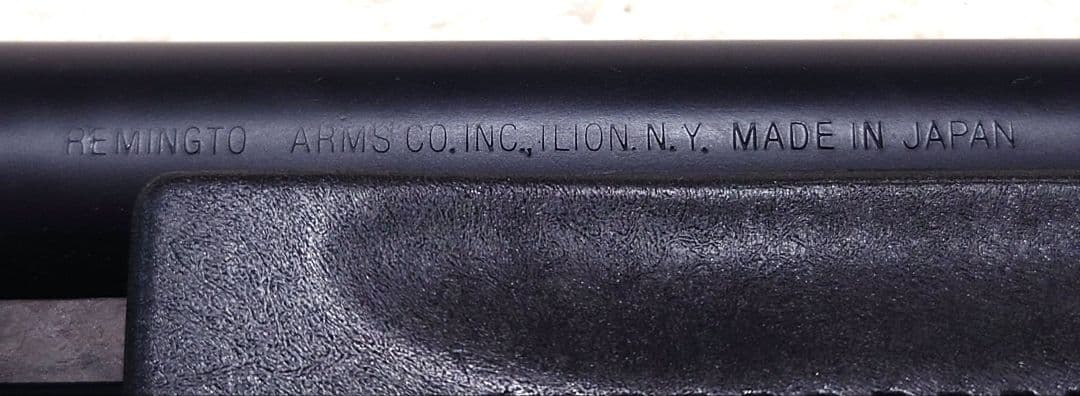 REMINGTO ARMS CO. INC., ILION. N.Y. MADE IN JAPAN